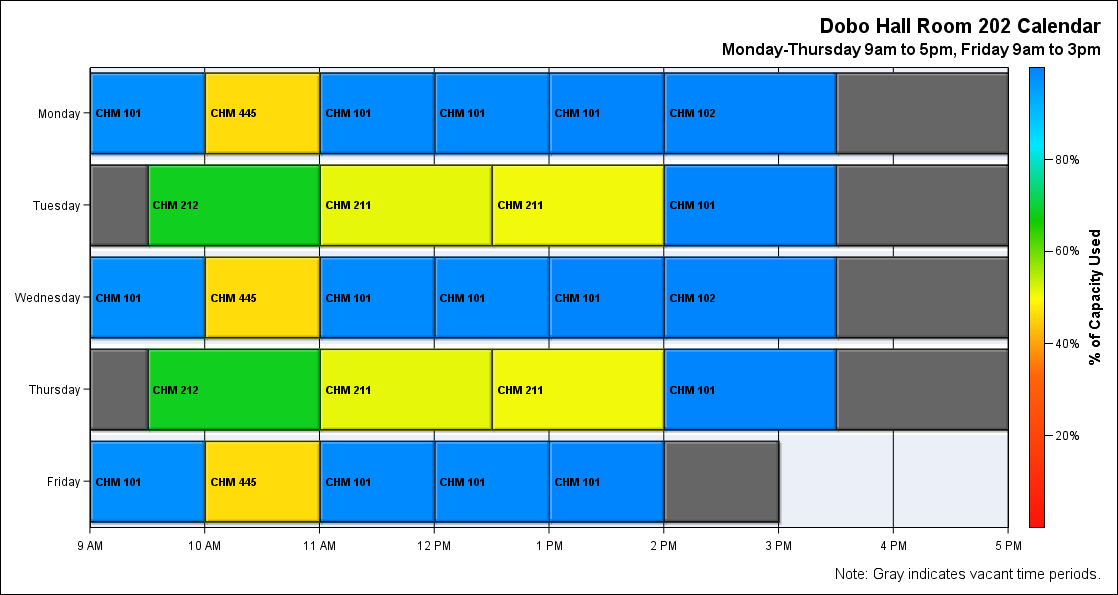 Dobo Hall Room 202 Calendar
Monday-Thursday 9am to 5pm, Friday 9am to 3pm
Monday
CHM 101
CHM 445
CHM 101
CHM 101
CHM 101
CHM 102
Tuesday
CHM 212
CHM 211
CHM 211
CHM 101
Wednesday
CHM 101
CHM 445
CHM 101
CHM 101
CHM 101
CHM 102
Thursday
CHM 212
CHM 211
CHM 211
CHM 101
Friday
CHM 101
CHM 445
CHM 101
CHM 101
CHM 101
9 AM
10 AM
11 AM
12 PM
1 PM
2 PM
3 PM
4 PM
5 PM
80%
60%
40%
20%
% of Capacity Used
Note: Gray indicates vacant time periods.